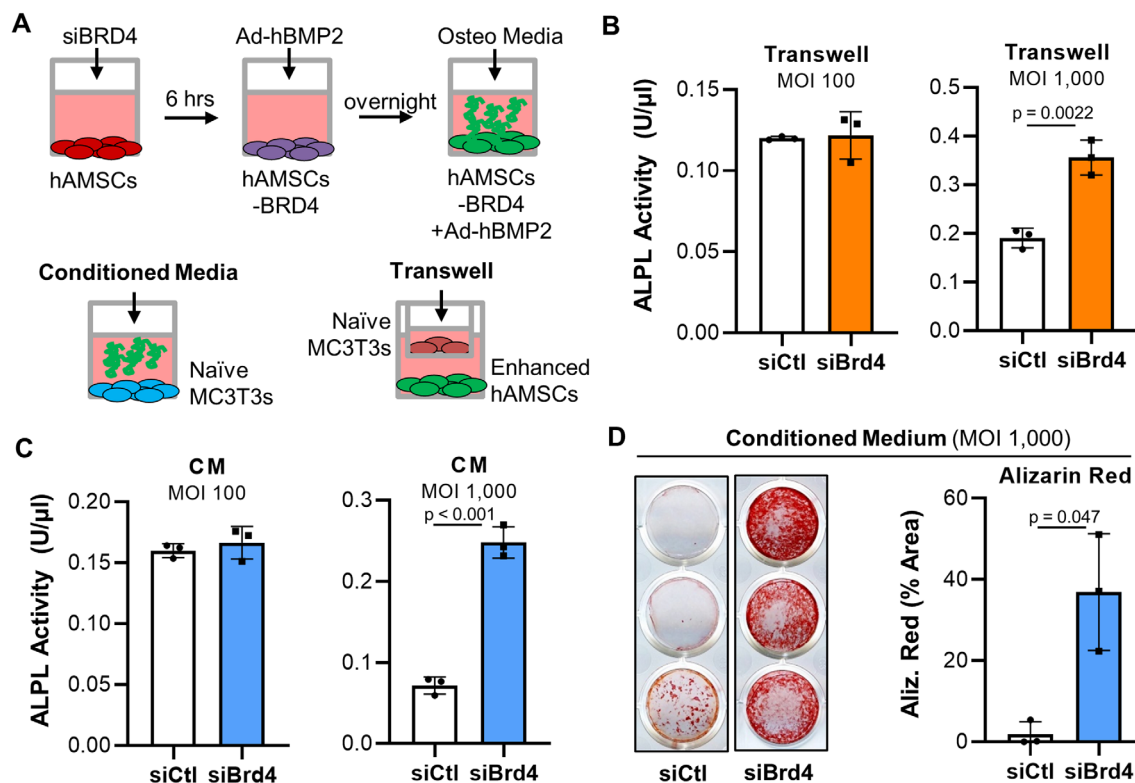 A
siBRD4
Ad-hBMP2
Osteo Media
6 hrs
overnight
hAMSCs
hAMSCs
-BRD4
hAMSCs
-BRD4
+Ad-hBMP2
Conditioned Media
Naïve
MC3T3s
Transwell
Naïve
MC3T3s
Enhanced
hAMSCs
B
Transwell
MOI 100
ALPL Activity (U/µl)
0.15
0.10
0.05
0.00
siCtl
siBrd4
Transwell
MOI 1,000
p = 0.0022
0.5
0.4
0.3
0.2
0.1
0.0
siCtl
siBrd4
C
CM
MOI 100
ALPL Activity (U/µl)
0.20
0.15
0.10
0.05
0.00
siCtl
siBrd4
CM
MOI 1,000
p < 0.001
0.3
0.2
0.1
0.0
siCtl
siBrd4
D
Conditioned Medium (MOI 1,000)
siCtl
siBrd4
Alizarin Red
p = 0.047
Aliz. Red (% Area)
60
40
20
0
siCtl
siBrd4